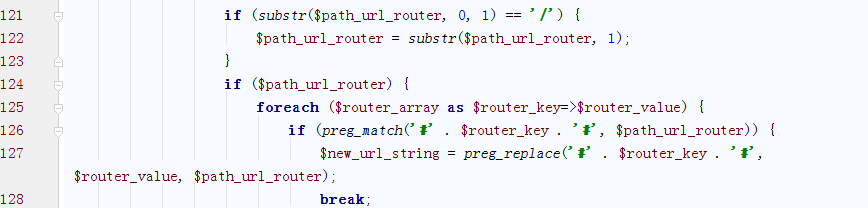 121 if (substr($path_url_router, 0, 1) == '/') {
122 $path_url_router = substr($path_url_router, 1);
123 }
124 if ($path_url_router) {
125 foreach ($router_array as $router_key=>$router_value) {
126 if (preg_match('#' . $router_key . '#', $path_url_router)) {
127 $new_url_string = preg_replace('#' . $router_key . '#',
$router_value, $path_url_router);
128 break;